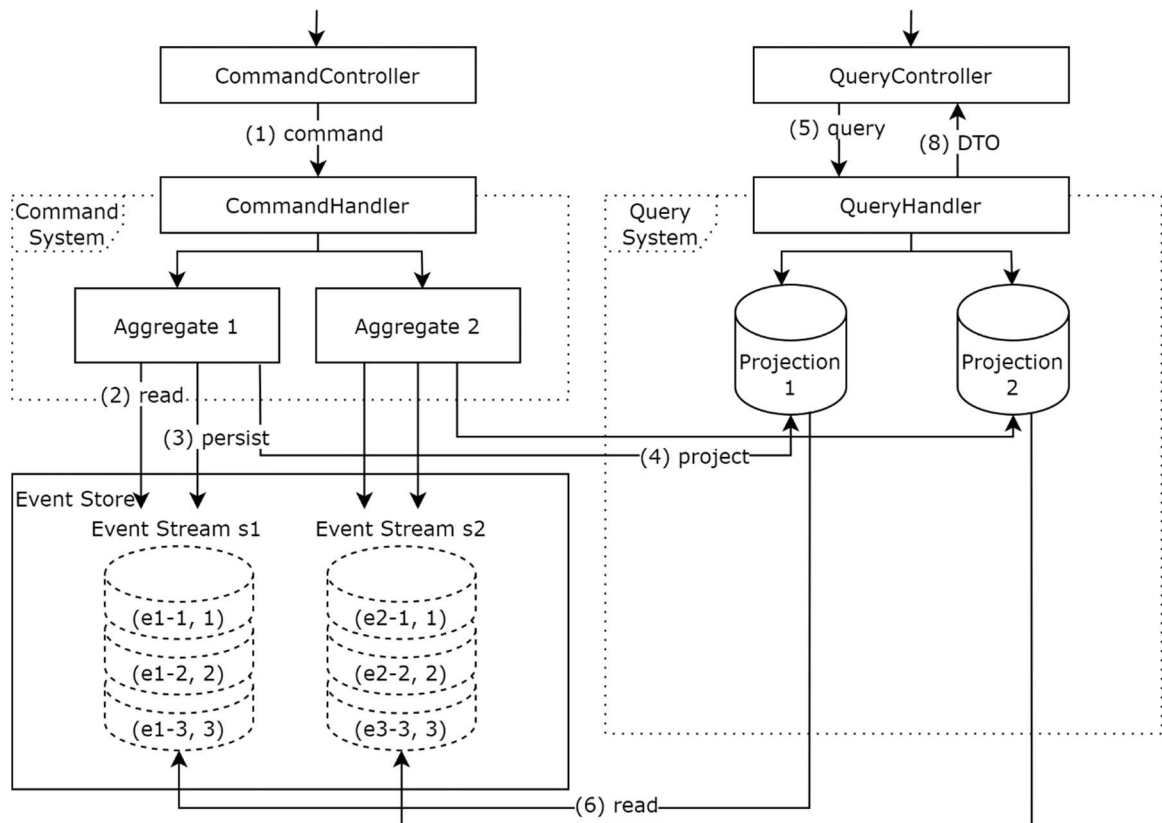 CommandController
QueryController
(1) command
(5) query
(8) DTO
Command
System
CommandHandler
Query
System
QueryHandler
Aggregate 1
Aggregate 2
Projection
1
Projection
2
(2) read
(3) persist
(4) project
Event Store
Event Stream s1
Event Stream s2
(e1-1, 1)
(e2-1, 1)
(e1-2, 2)
(e2-2, 2)
(e1-3, 3)
(e3-3, 3)
(6) read